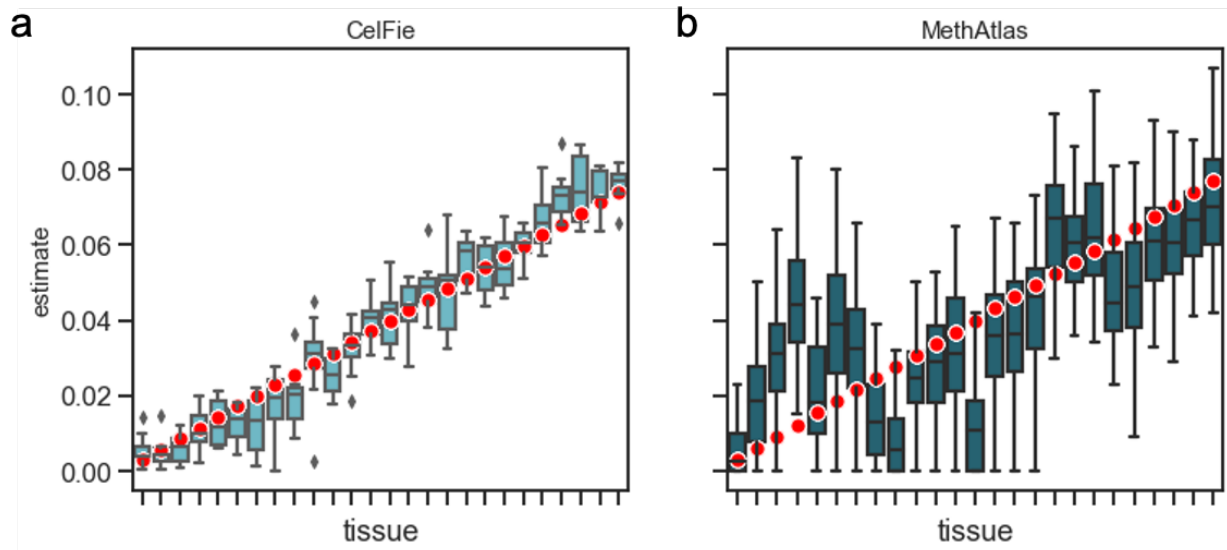 a
CelFie
b
MethAtlas
estimate
0.10
0.08
0.06
0.04
0.02
0.00
tissue
tissue